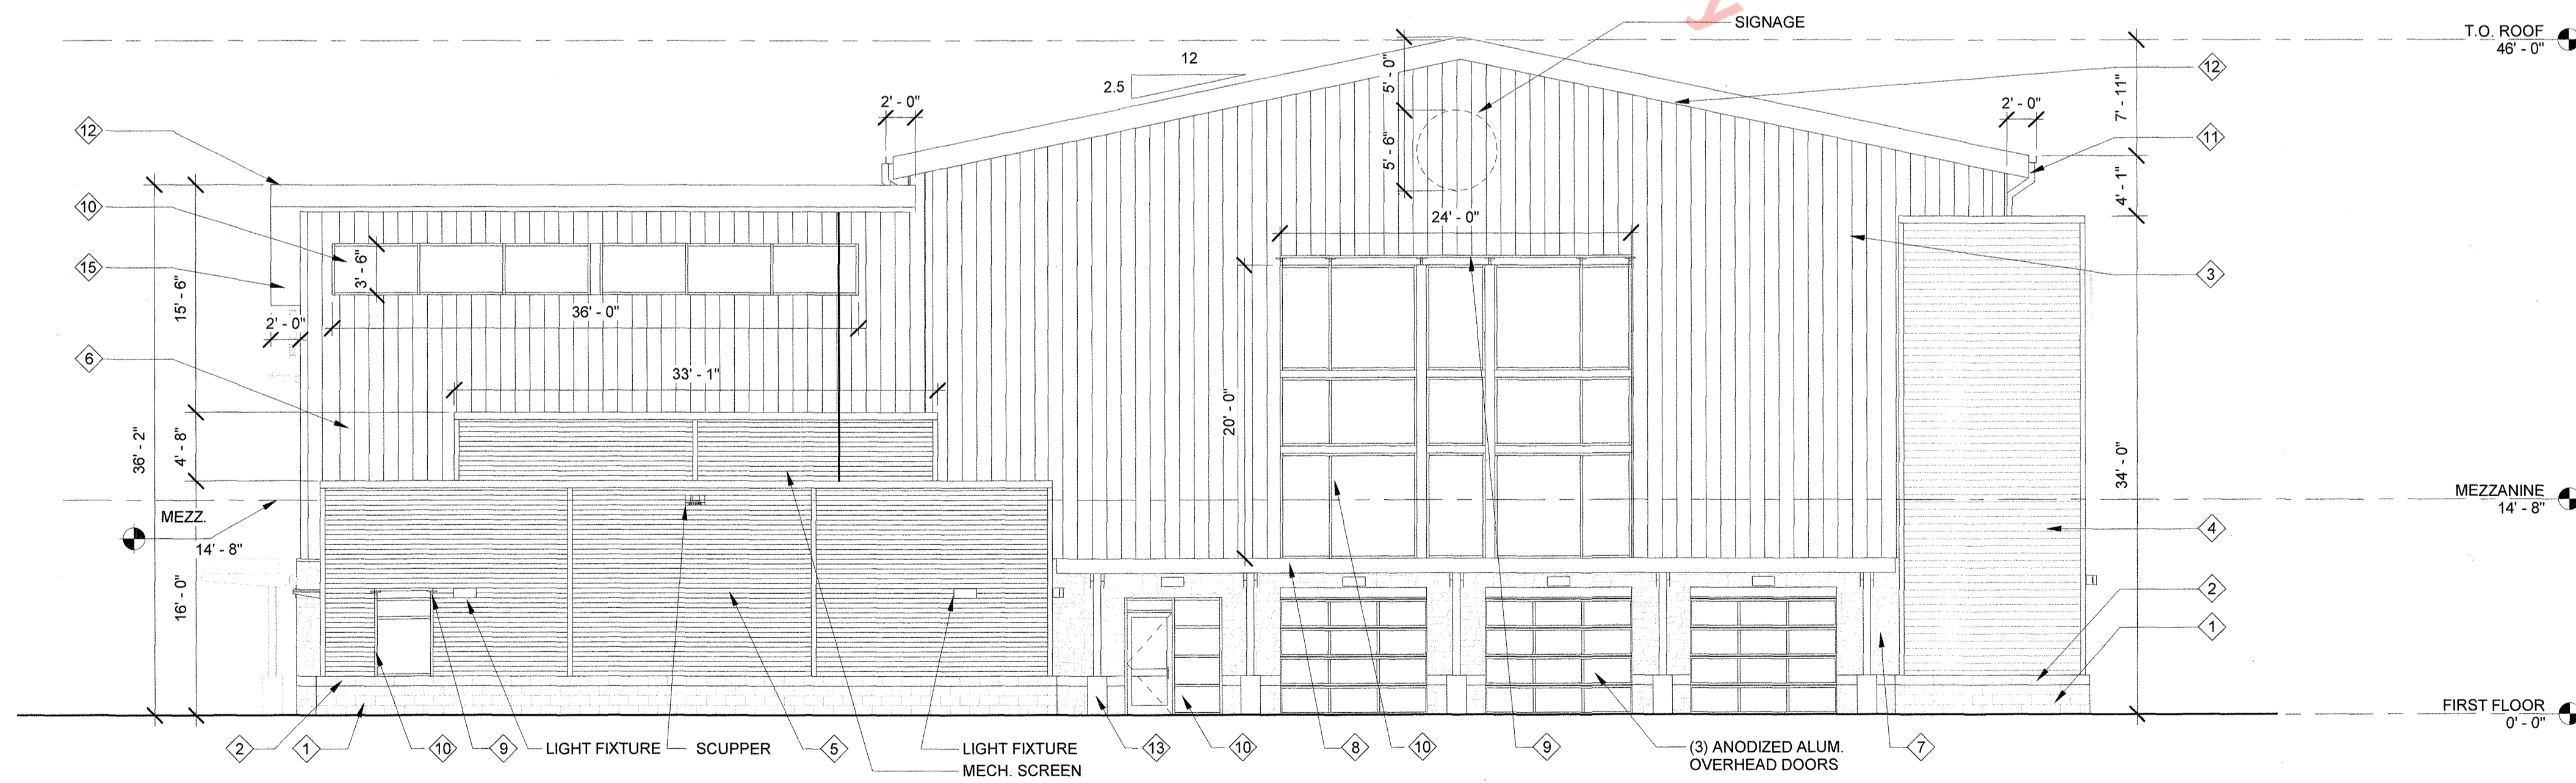 SIGNAGE
T.O. ROOF
46' - 0"
12
2.5
5' - 0"
12
7' - 11"
2' - 0"
2' - 0"
12
11
5' - 6"
4' - 1"
10
24' - 0"
3
15
3' - 6"
15' - 6"
2' - 0"
36' - 0"
6
33' - 1"
20' - 0"
36' - 2"
4' - 8"
34' - 0"
MEZZANINE
14' - 8"
MEZZ.
14' - 8"
4
16' - 0"
2
1
FIRST FLOOR
0' - 0"
2
1
10
9
LIGHT FIXTURE
SCUPPER
5
LIGHT FIXTURE
MECH. SCREEN
13
10
8
10
9
(3) ANODIZED ALUM.
OVERHEAD DOORS
7